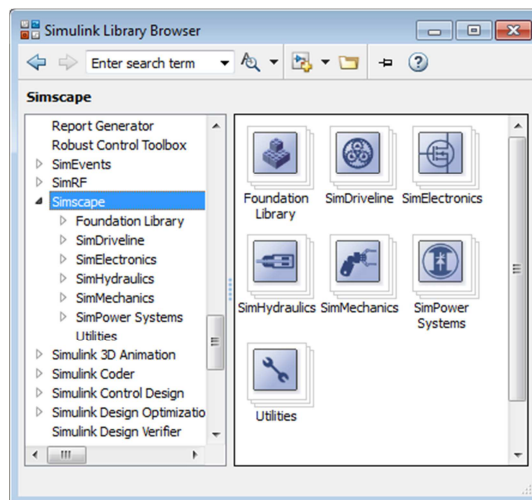 Simulink Library Browser
Enter search term
Simscape
Report Generator
Robust Control Toolbox
SimEvents
SimRF
Simscape
Foundation Library
SimDriveline
SimElectronics
SimHydraulics
SimMechanics
SimPower Systems
Utilities
Simulink 3D Animation
Simulink Coder
Simulink Control Design
Simulink Design Optimizatio
Simulink Design Verifier
Foundation
Library
SimDriveline
SimElectronics
SimHydraulics
SimMechanics
SimPower
Systems
Utilities